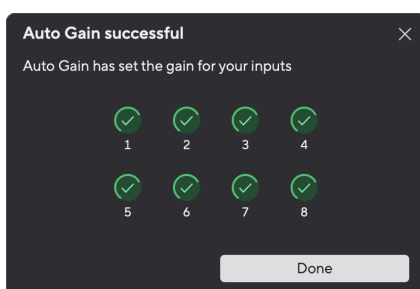 Auto Gain successful
Auto Gain has set the gain for your inputs
1 2 3 4
5 6 7 8
Done